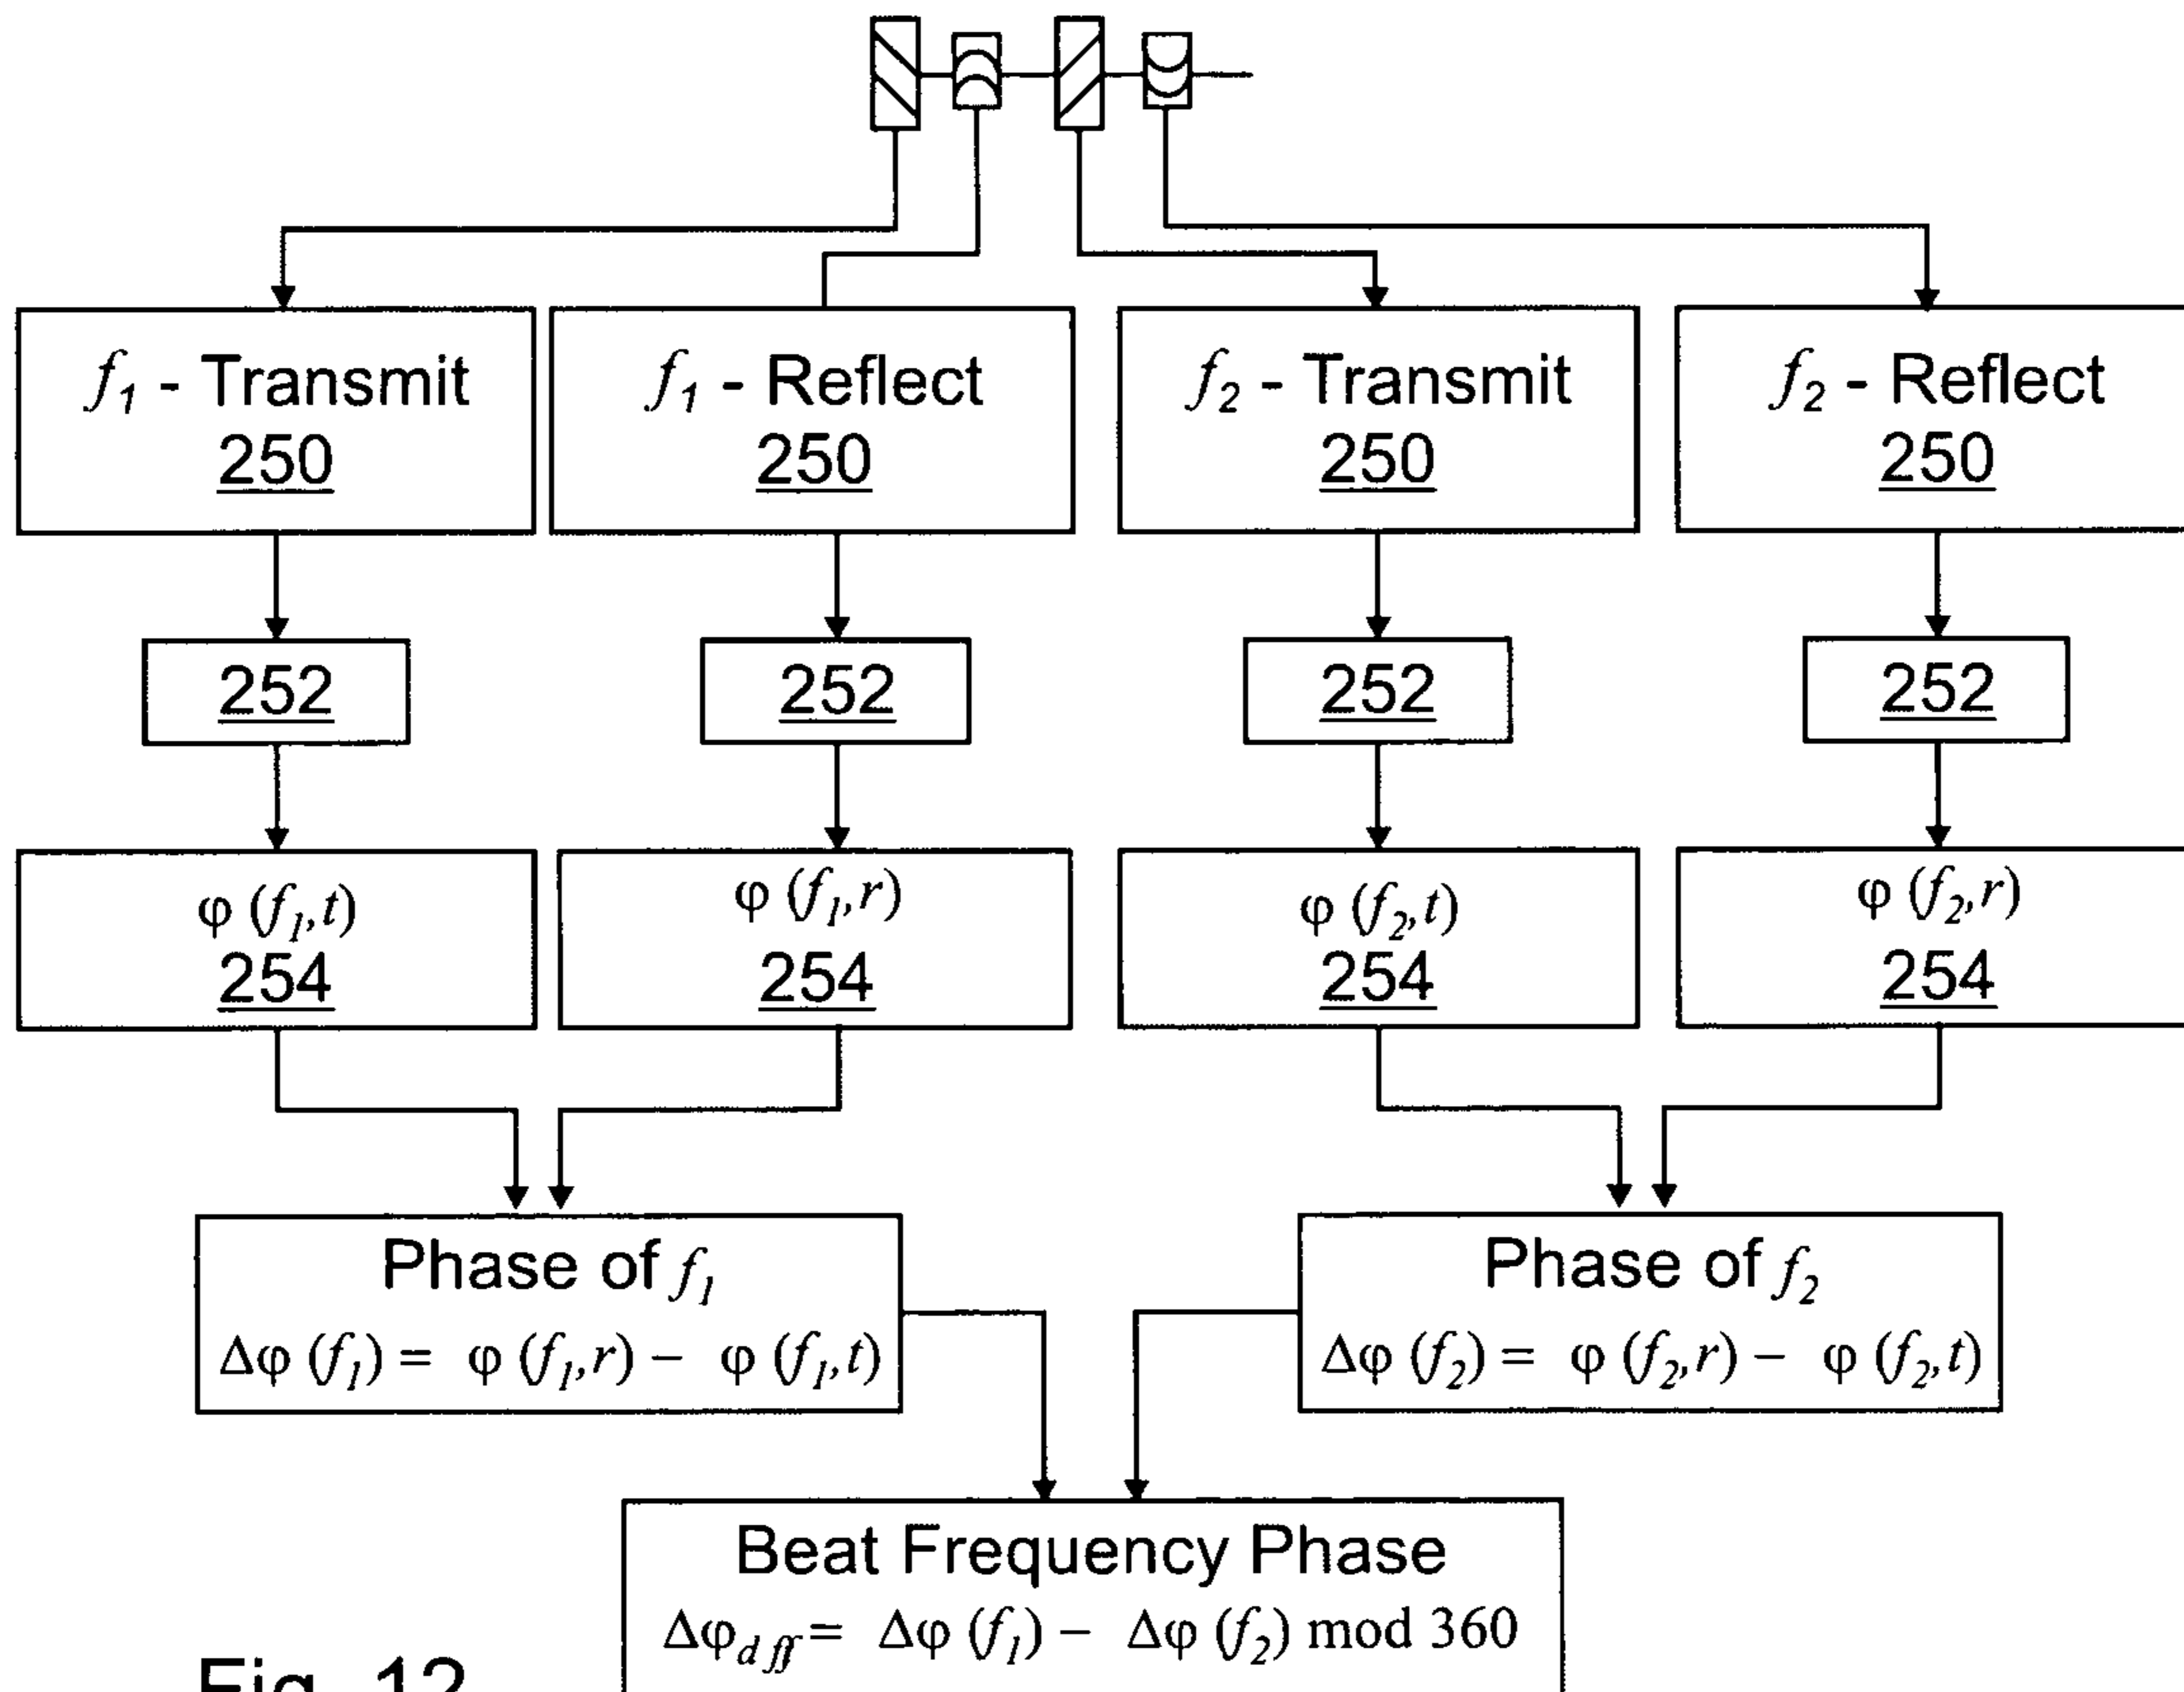 f1 - Transmit
250
f1 - Reflect
250
f2 - Transmit
250
f2 - Reflect
250
252
252
252
252
φ (f1,t)
254
φ (f1,r)
254
φ (f2,t)
254
φ (f2,r)
254
Phase of f1
Δφ (f1) = φ (f1,r) – φ (f1,t)
Phase of f2
Δφ (f2) = φ (f2,r) – φ (f2,t)
Beat Frequency Phase
Δφd ff = Δφ (f1) – Δφ (f2) mod 360
Fig. 12